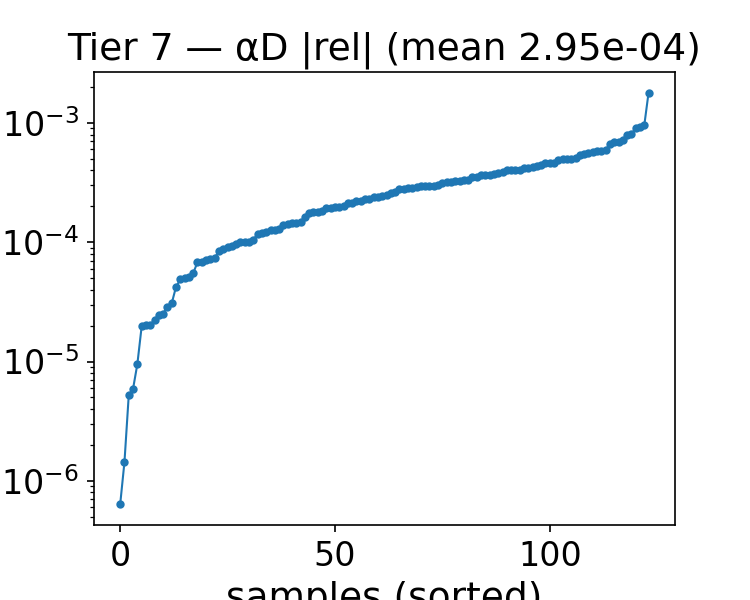 Tier 7 — αD |rel| (mean 2.95e-04)
10⁻³
10⁻⁴
10⁻⁵
10⁻⁶
0 50 100
samples (sorted)